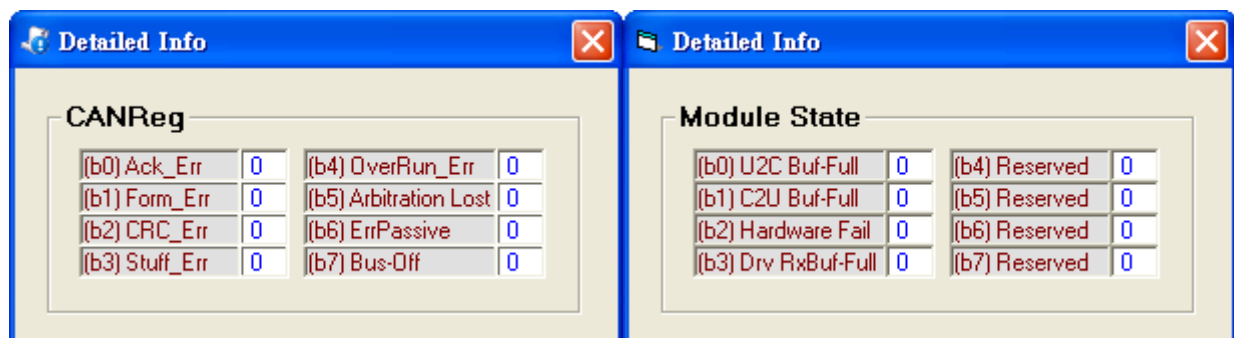 Detailed Info
CANReg
(b0) Ack_Err 0 (b4) OverRun_Err 0
(b1) Form_Err 0 (b5) Arbitration Lost 0
(b2) CRC_Err 0 (b6) ErrPassive 0
(b3) Stuff_Err 0 (b7) Bus-Off 0
Detailed Info
Module State
(b0) U2C Buf-Full 0 (b4) Reserved 0
(b1) C2U Buf-Full 0 (b5) Reserved 0
(b2) Hardware Fail 0 (b6) Reserved 0
(b3) Drv RxBuf-Full 0 (b7) Reserved 0